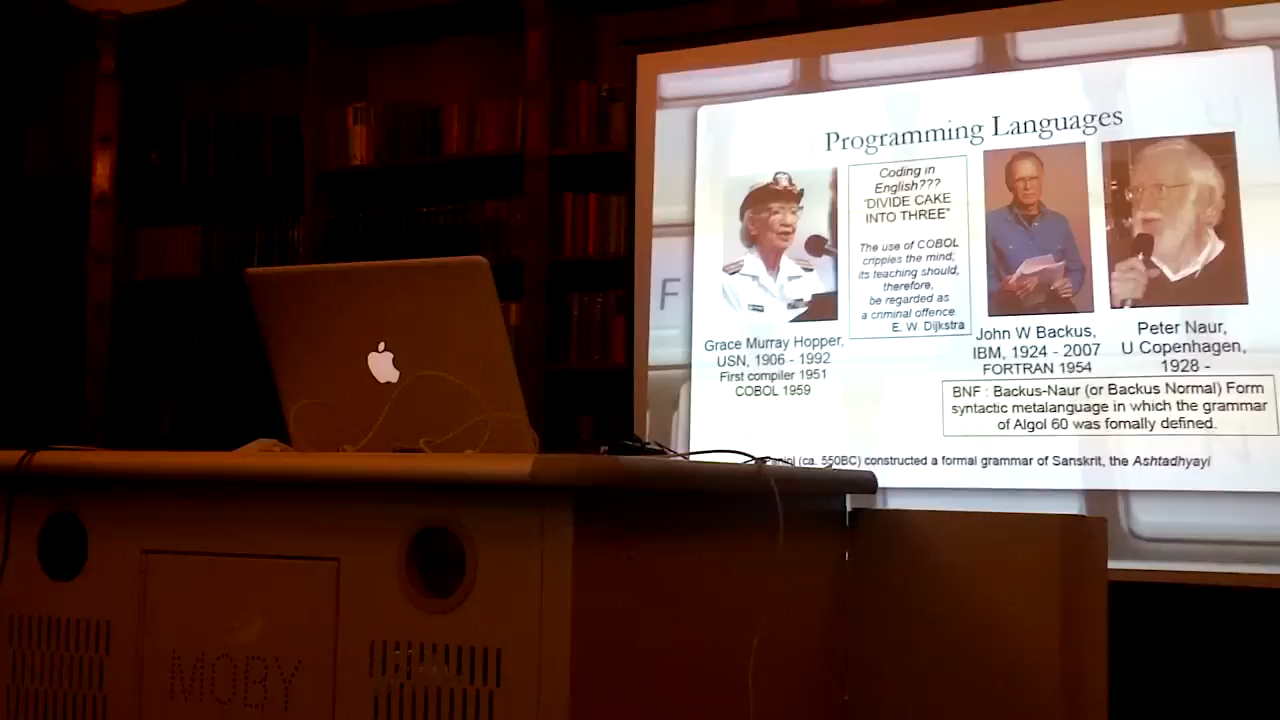 Programming Languages
Coding in
English???
"DIVIDE CAKE
INTO THREE"
The use of COBOL
cripples the mind;
its teaching should,
therefore,
be regarded as
a criminal offence.
E. W. Dijkstra
Grace Murray Hopper,
USN, 1906 - 1992
First compiler 1951
COBOL 1959
John W Backus,
IBM, 1924 - 2007
FORTRAN 1954
Peter Naur,
U Copenhagen,
1928 -
BNF : Backus-Naur (or Backus Normal) Form
syntactic metalanguage in which the grammar
of Algol 60 was fomally defined.
(ca. 550BC) constructed a formal grammar of Sanskrit, the Ashtadhyayi
F
MOBY